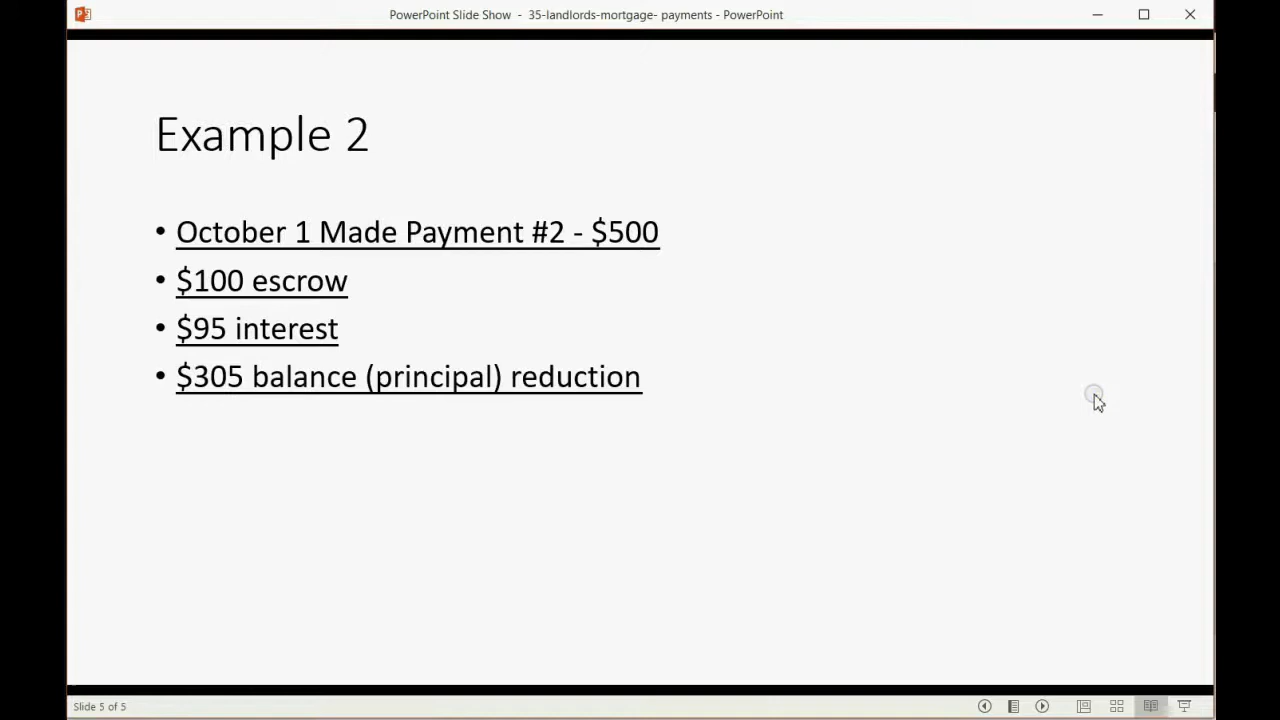 PowerPoint Slide Show - 35-landlords-mortgage- payments - PowerPoint
Example 2
• October 1 Made Payment #2 - $500
• $100 escrow
• $95 interest
• $305 balance (principal) reduction
Slide 5 of 5